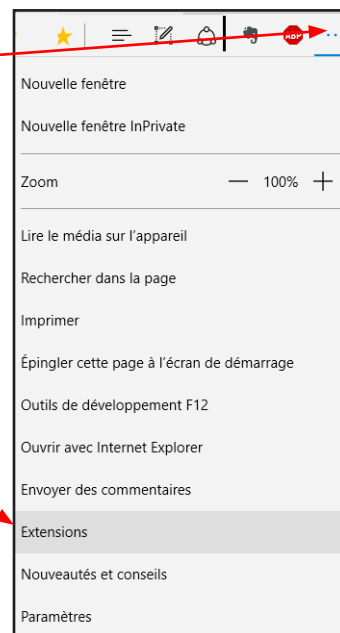 ABP
Nouvelle fenêtre
Nouvelle fenêtre InPrivate
Zoom — 100% +
Lire le média sur l'appareil
Rechercher dans la page
Imprimer
Épingler cette page à l'écran de démarrage
Outils de développement F12
Ouvrir avec Internet Explorer
Envoyer des commentaires
Extensions
Nouveautés et conseils
Paramètres